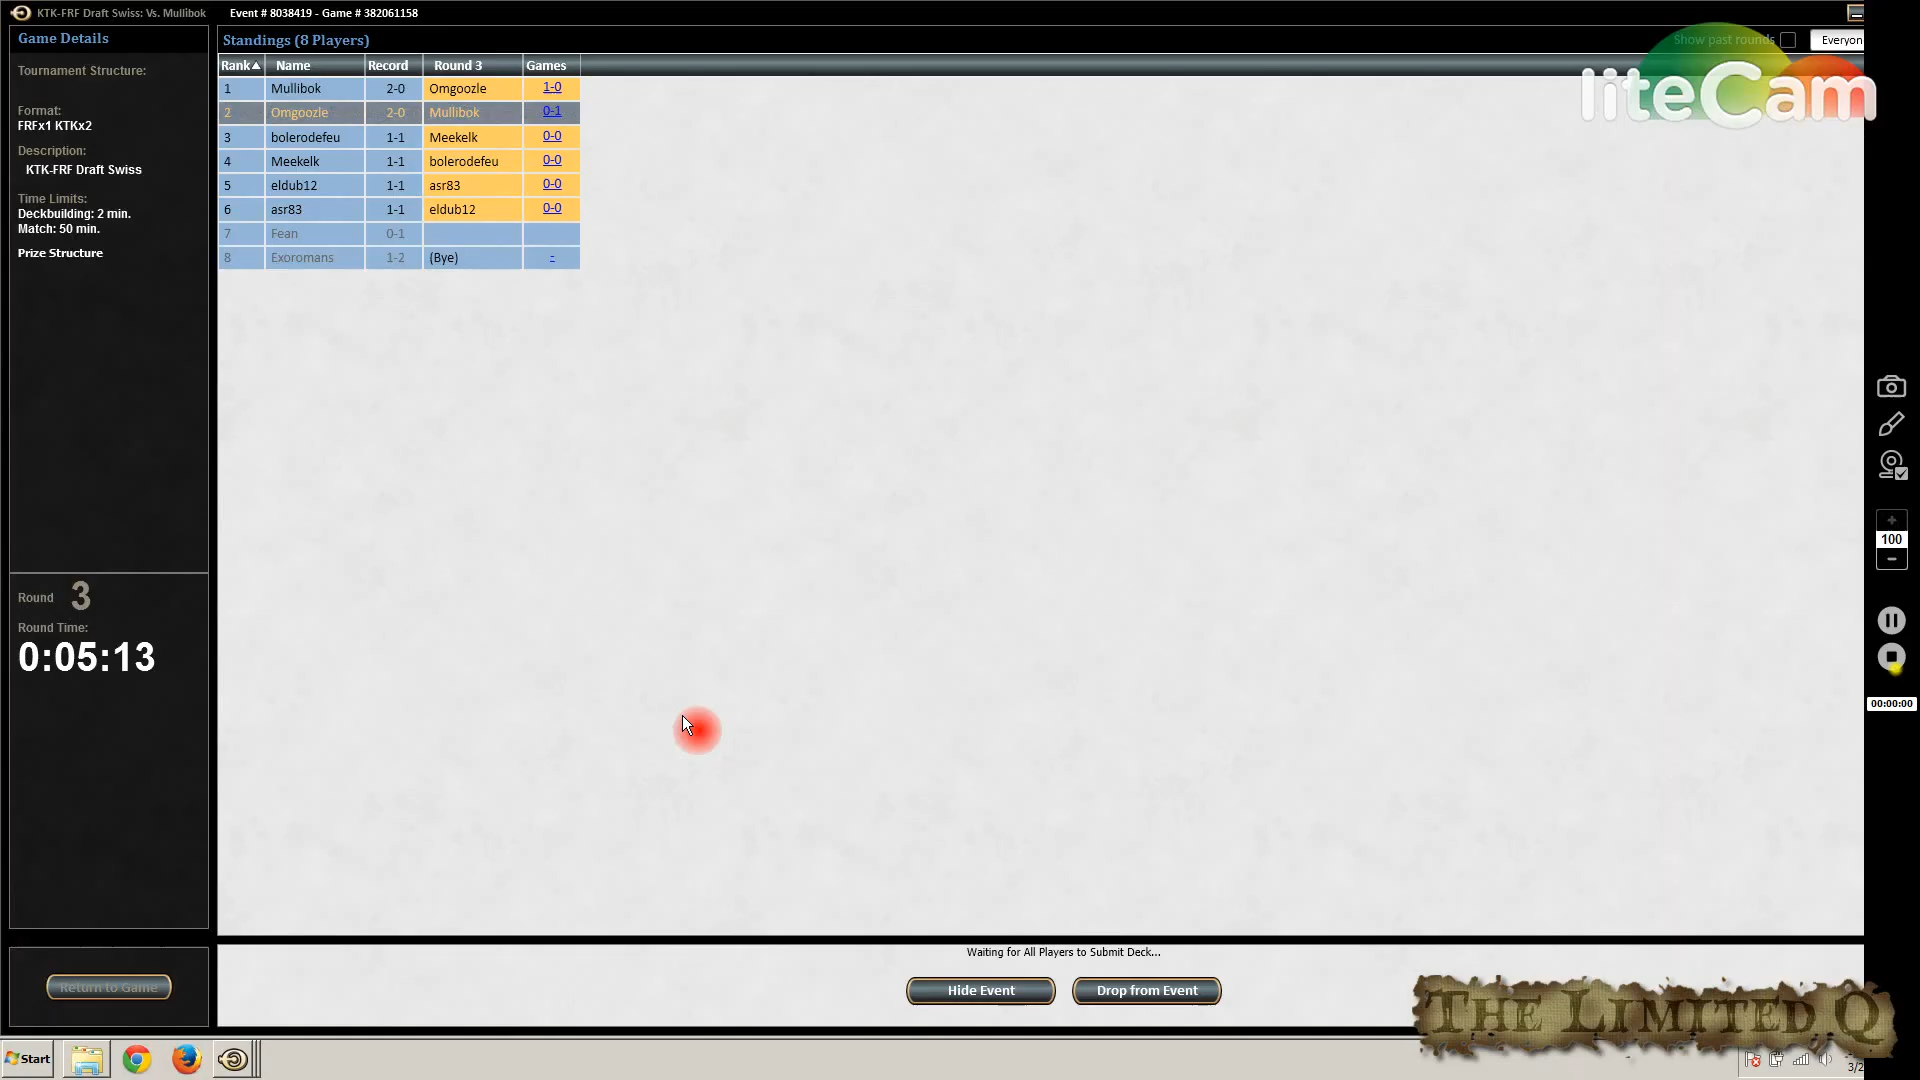 KTK-FRF Draft Swiss: Vs. Mullibok Event # 8038419 - Game # 382061158
Game Details
Tournament Structure:
Format:
FRFx1 KTKx2
Description:
KTK-FRF Draft Swiss
Time Limits:
Deckbuilding: 2 min.
Match: 50 min.
Prize Structure
Round 3
Round Time:
0:05:13
Return to Game
Standings (8 Players) Show past rounds Everyon
liteCam
Rank Name Record Round 3 Games
1 Mullibok 2-0 Omgoozle 1-0
2 Omgoozle 2-0 Mullibok 0-1
3 bolerodefeu 1-1 Meekelk 0-0
4 Meekelk 1-1 bolerodefeu 0-0
5 eldub12 1-1 asr83 0-0
6 asr83 1-1 eldub12 0-0
7 Fean 0-1
8 Exoromans 1-2 (Bye) -
100
00:00:00
Waiting for All Players to Submit Deck...
Hide Event Drop from Event
The Limited Q
Start
3/2